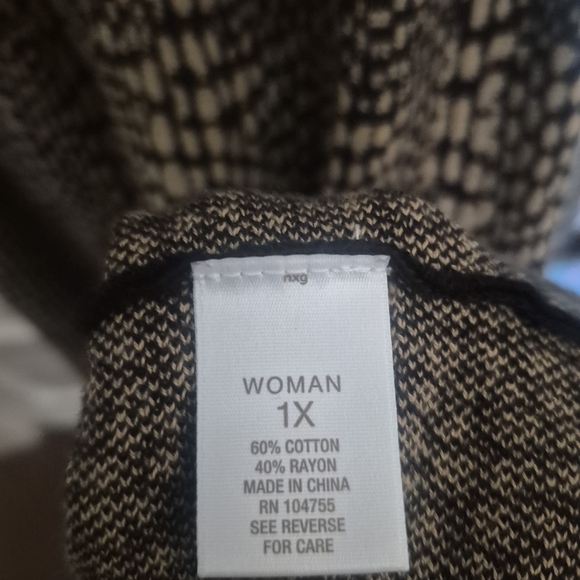 nxg
WOMAN
1X
60% COTTON
40% RAYON
MADE IN CHINA
RN 104755
SEE REVERSE
FOR CARE